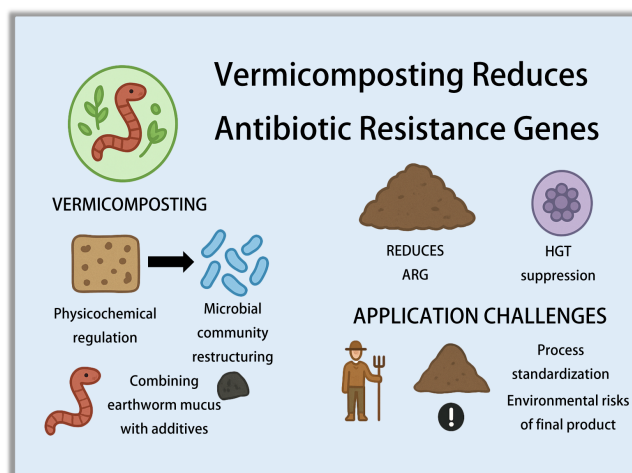 Vermicomposting Reduces
Antibiotic Resistance Genes
VERMICOMPOSTING
Physicochemical
regulation
Microbial
community
restructuring
Combining
earthworm mucus
with additives
REDUCES
ARG
HGT
suppression
APPLICATION CHALLENGES
Process
standardization
Environmental risks
of final product